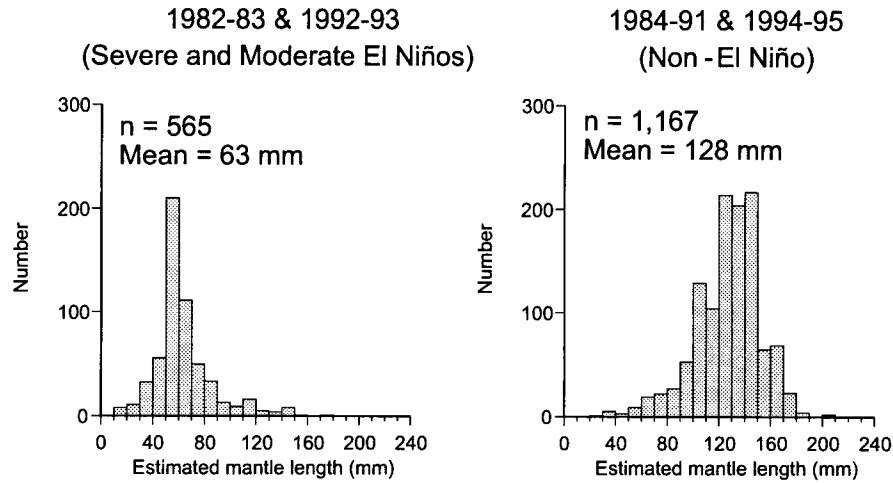 1982-83 & 1992-93
(Severe and Moderate El Niños)
n = 565
Mean = 63 mm
Number
300
200
100
0
0 40 80 120 160 200 240
Estimated mantle length (mm)
1984-91 & 1994-95
(Non - El Niño)
n = 1,167
Mean = 128 mm
Number
300
200
100
0
0 40 80 120 160 200 240
Estimated mantle length (mm)